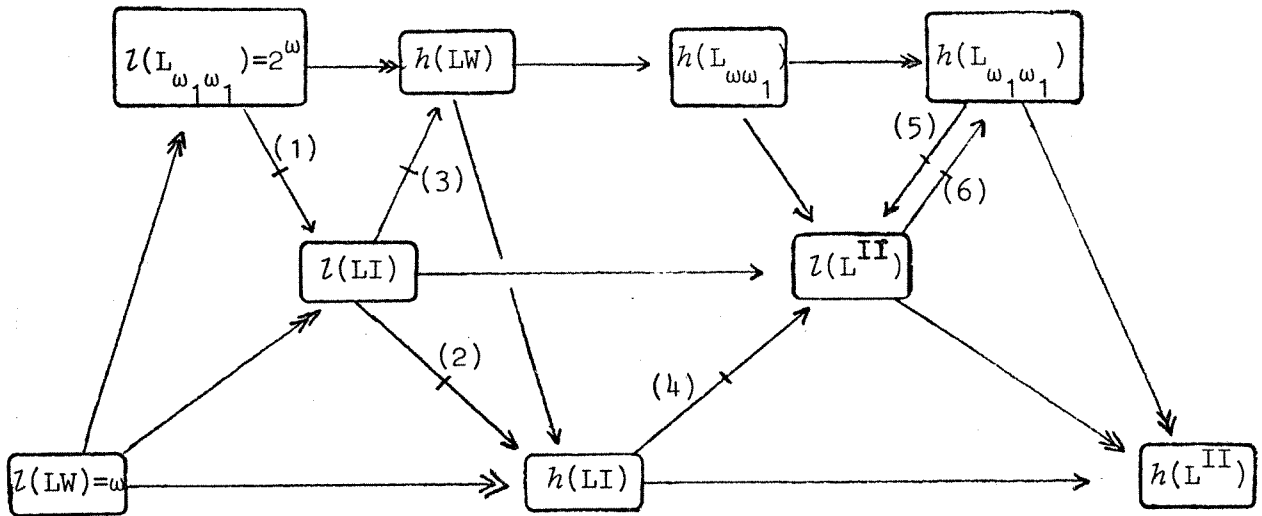 l(L_{ω₁ω₁})=2^ω
h(LW)
h(L_{ωω₁})
h(L_{ω₁ω₁})
(1)
(3)
(5)
(6)
l(LI)
l(L^{II})
(2)
(4)
l(LW)=ω
h(LI)
h(L^{II})